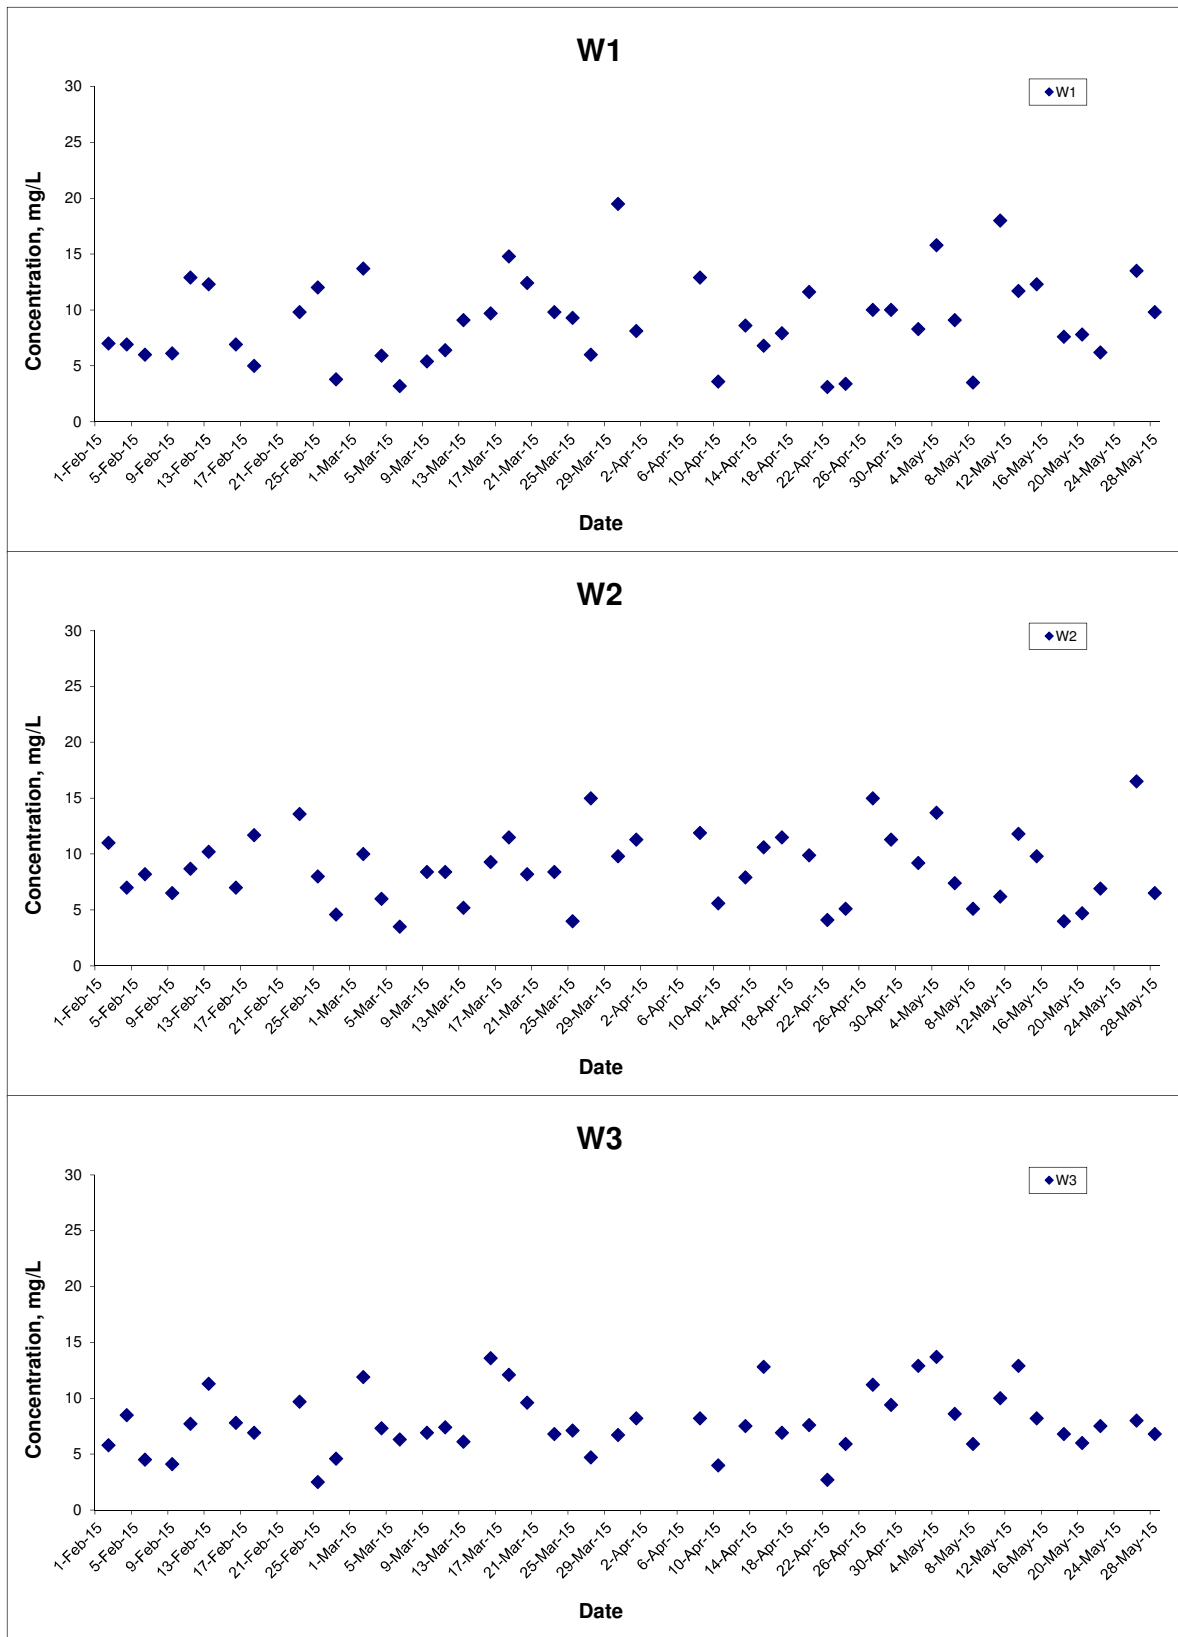 W1
W1
30
25
20
15
10
5
0
Concentration, mg/L
1-Feb-15
5-Feb-15
9-Feb-15
13-Feb-15
17-Feb-15
21-Feb-15
25-Feb-15
1-Mar-15
5-Mar-15
9-Mar-15
13-Mar-15
17-Mar-15
21-Mar-15
25-Mar-15
29-Mar-15
2-Apr-15
6-Apr-15
10-Apr-15
14-Apr-15
18-Apr-15
22-Apr-15
26-Apr-15
30-Apr-15
4-May-15
8-May-15
12-May-15
16-May-15
20-May-15
24-May-15
28-May-15
Date
W2
W2
30
25
20
15
10
5
0
Concentration, mg/L
1-Feb-15
5-Feb-15
9-Feb-15
13-Feb-15
17-Feb-15
21-Feb-15
25-Feb-15
1-Mar-15
5-Mar-15
9-Mar-15
13-Mar-15
17-Mar-15
21-Mar-15
25-Mar-15
29-Mar-15
2-Apr-15
6-Apr-15
10-Apr-15
14-Apr-15
18-Apr-15
22-Apr-15
26-Apr-15
30-Apr-15
4-May-15
8-May-15
12-May-15
16-May-15
20-May-15
24-May-15
28-May-15
Date
W3
W3
30
25
20
15
10
5
0
Concentration, mg/L
1-Feb-15
5-Feb-15
9-Feb-15
13-Feb-15
17-Feb-15
21-Feb-15
25-Feb-15
1-Mar-15
5-Mar-15
9-Mar-15
13-Mar-15
17-Mar-15
21-Mar-15
25-Mar-15
29-Mar-15
2-Apr-15
6-Apr-15
10-Apr-15
14-Apr-15
18-Apr-15
22-Apr-15
26-Apr-15
30-Apr-15
4-May-15
8-May-15
12-May-15
16-May-15
20-May-15
24-May-15
28-May-15
Date